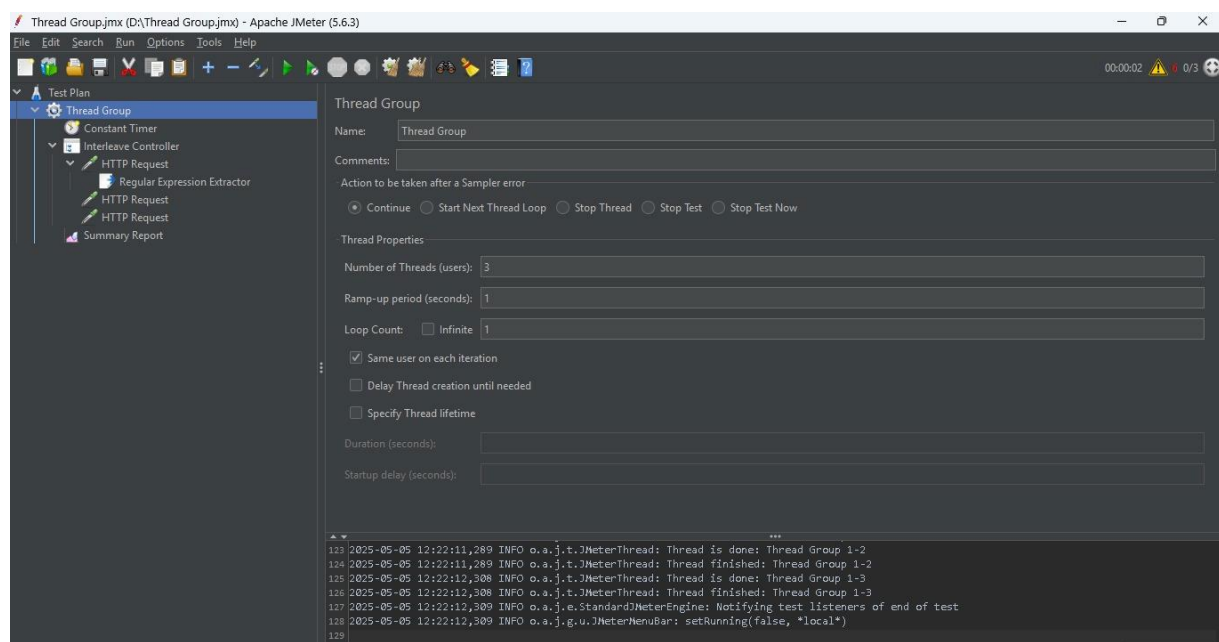 Thread Group.jmx (D:\Thread Group.jmx) - Apache JMeter (5.6.3)
File Edit Search Run Options Tools Help
00:00:02 0 0/3
Test Plan
Thread Group
Constant Timer
Interleave Controller
HTTP Request
Regular Expression Extractor
HTTP Request
HTTP Request
Summary Report
Thread Group
Name: Thread Group
Comments:
Action to be taken after a Sampler error
Continue Start Next Thread Loop Stop Thread Stop Test Stop Test Now
Thread Properties
Number of Threads (users): 3
Ramp-up period (seconds): 1
Loop Count: Infinite 1
Same user on each iteration
Delay Thread creation until needed
Specify Thread lifetime
Duration (seconds):
Startup delay (seconds):
123 2025-05-05 12:22:11,289 INFO o.a.j.t.JMeterThread: Thread is done: Thread Group 1-2
124 2025-05-05 12:22:11,289 INFO o.a.j.t.JMeterThread: Thread finished: Thread Group 1-2
125 2025-05-05 12:22:12,308 INFO o.a.j.t.JMeterThread: Thread is done: Thread Group 1-3
126 2025-05-05 12:22:12,308 INFO o.a.j.t.JMeterThread: Thread finished: Thread Group 1-3
127 2025-05-05 12:22:12,309 INFO o.a.j.e.StandardJMeterEngine: Notifying test listeners of end of test
128 2025-05-05 12:22:12,309 INFO o.a.j.g.u.JMeterMenuBar: setRunning(false, *local*)
129